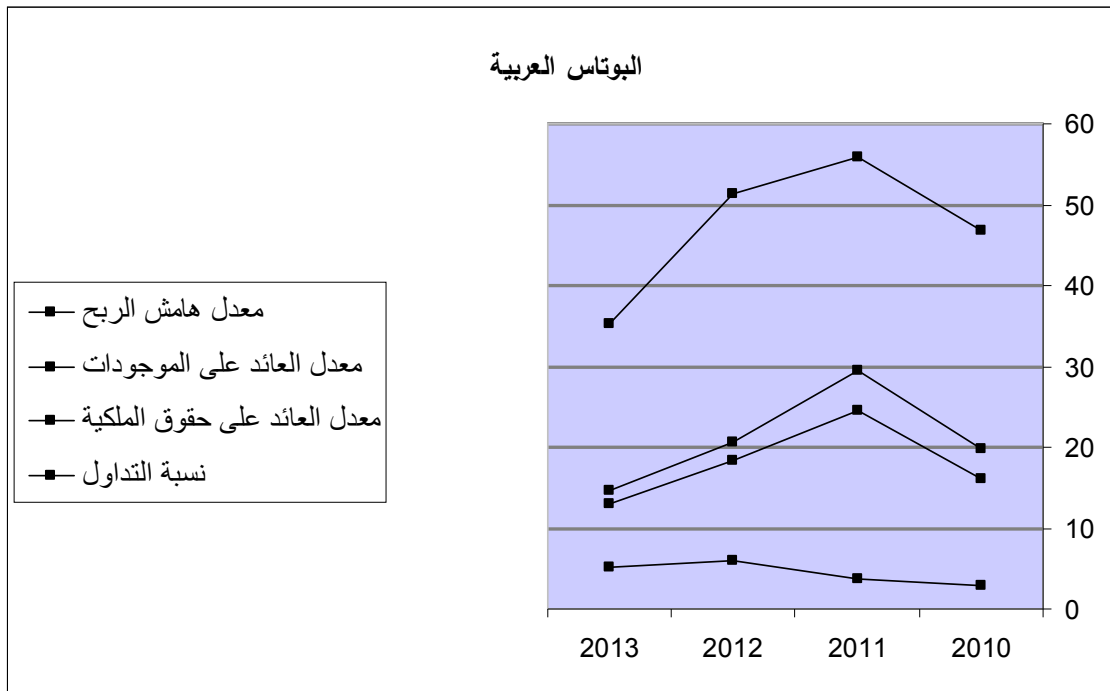 البوتاس العربية
معدل هامش الربح
معدل العائد على الموجودات
معدل العائد على حقوق الملكية
نسبة التداول
60
50
40
30
20
10
0
2013 2012 2011 2010